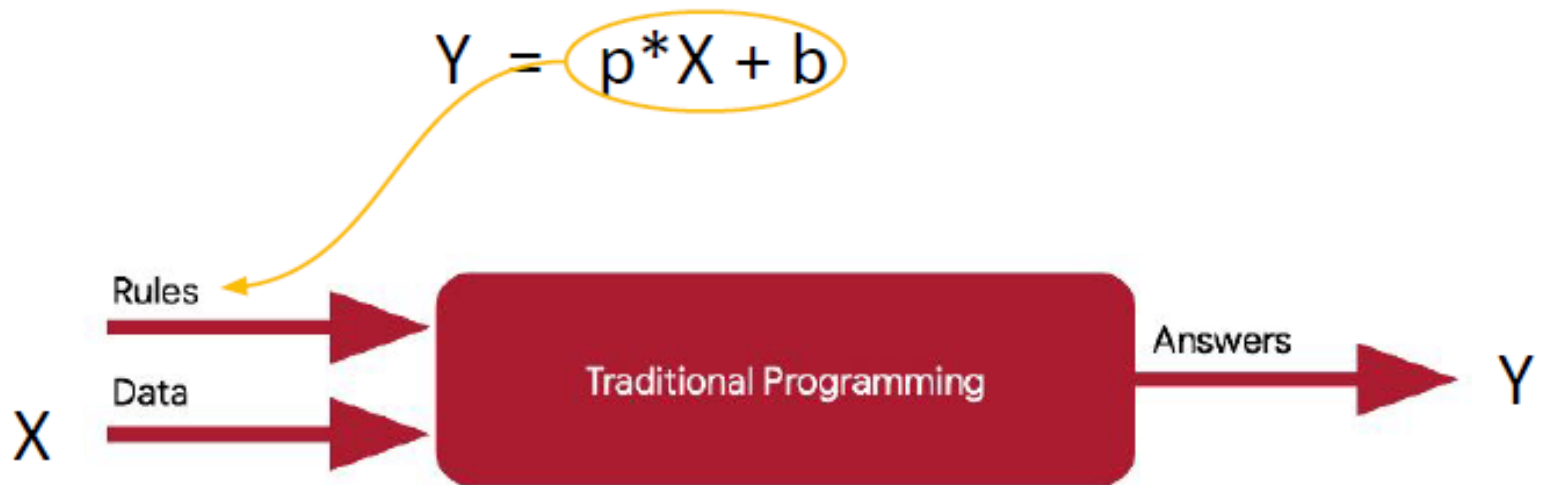 Y = p*X + b
Rules
Data
X
Traditional Programming
Answers
Y